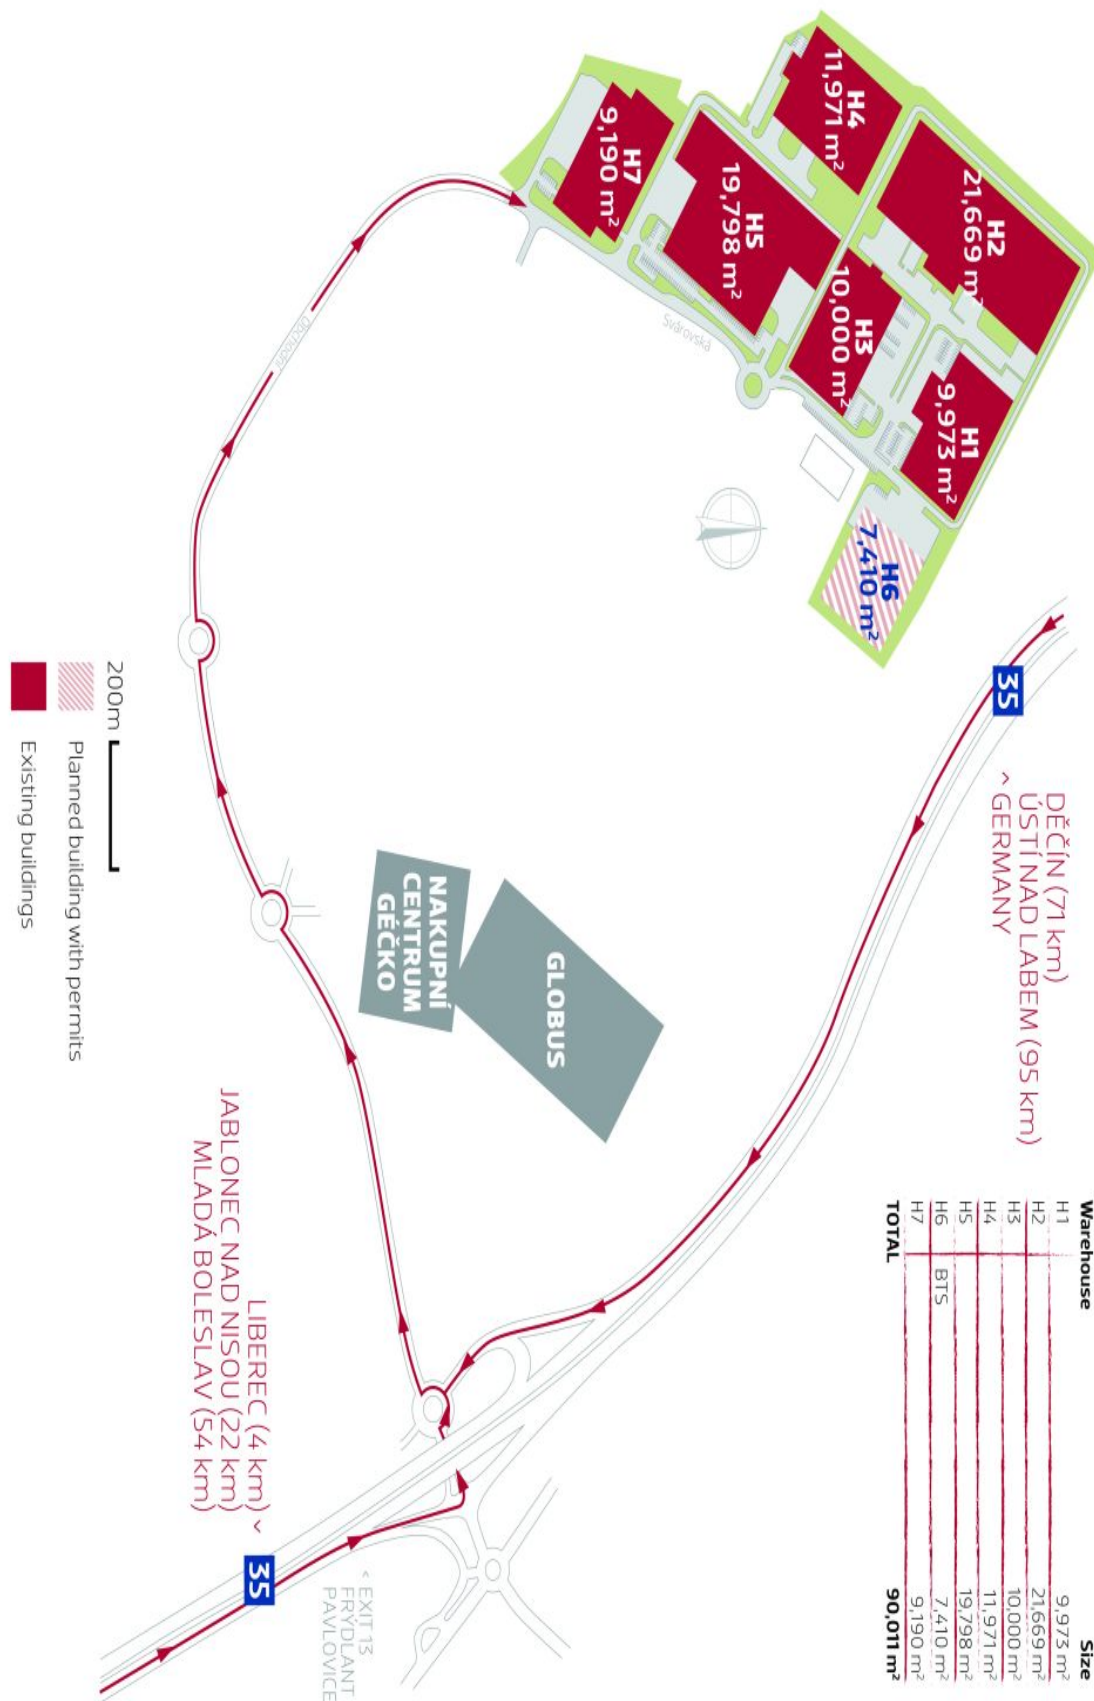 H4
11,971 m²
H2
21,669 m²
H7
9,190 m²
H5
19,798 m²
H3
10,000 m²
H1
9,973 m²
H6
7,410 m²
Svárovská
Obchodní
35
DĚČÍN (71 km)
ÚSTÍ NAD LABEM (95 km)
^ GERMANY
Warehouse Size
H1 9,973 m²
H2 21,669 m²
H3 10,000 m²
H4 11,971 m²
H5 19,798 m²
H6 BTS 7,410 m²
H7 9,190 m²
TOTAL 90,011 m²
GLOBUS
NAKUPNÍ
CENTRUM
GÉČKO
200m
Planned building with permits
Existing buildings
LIBEREC (4 km) ˅
JABLONEC NAD NISOU (22 km)
MLADÁ BOLESLAV (54 km)
35
‹ EXIT 13
FRÝDLANT
PAVLOVICE